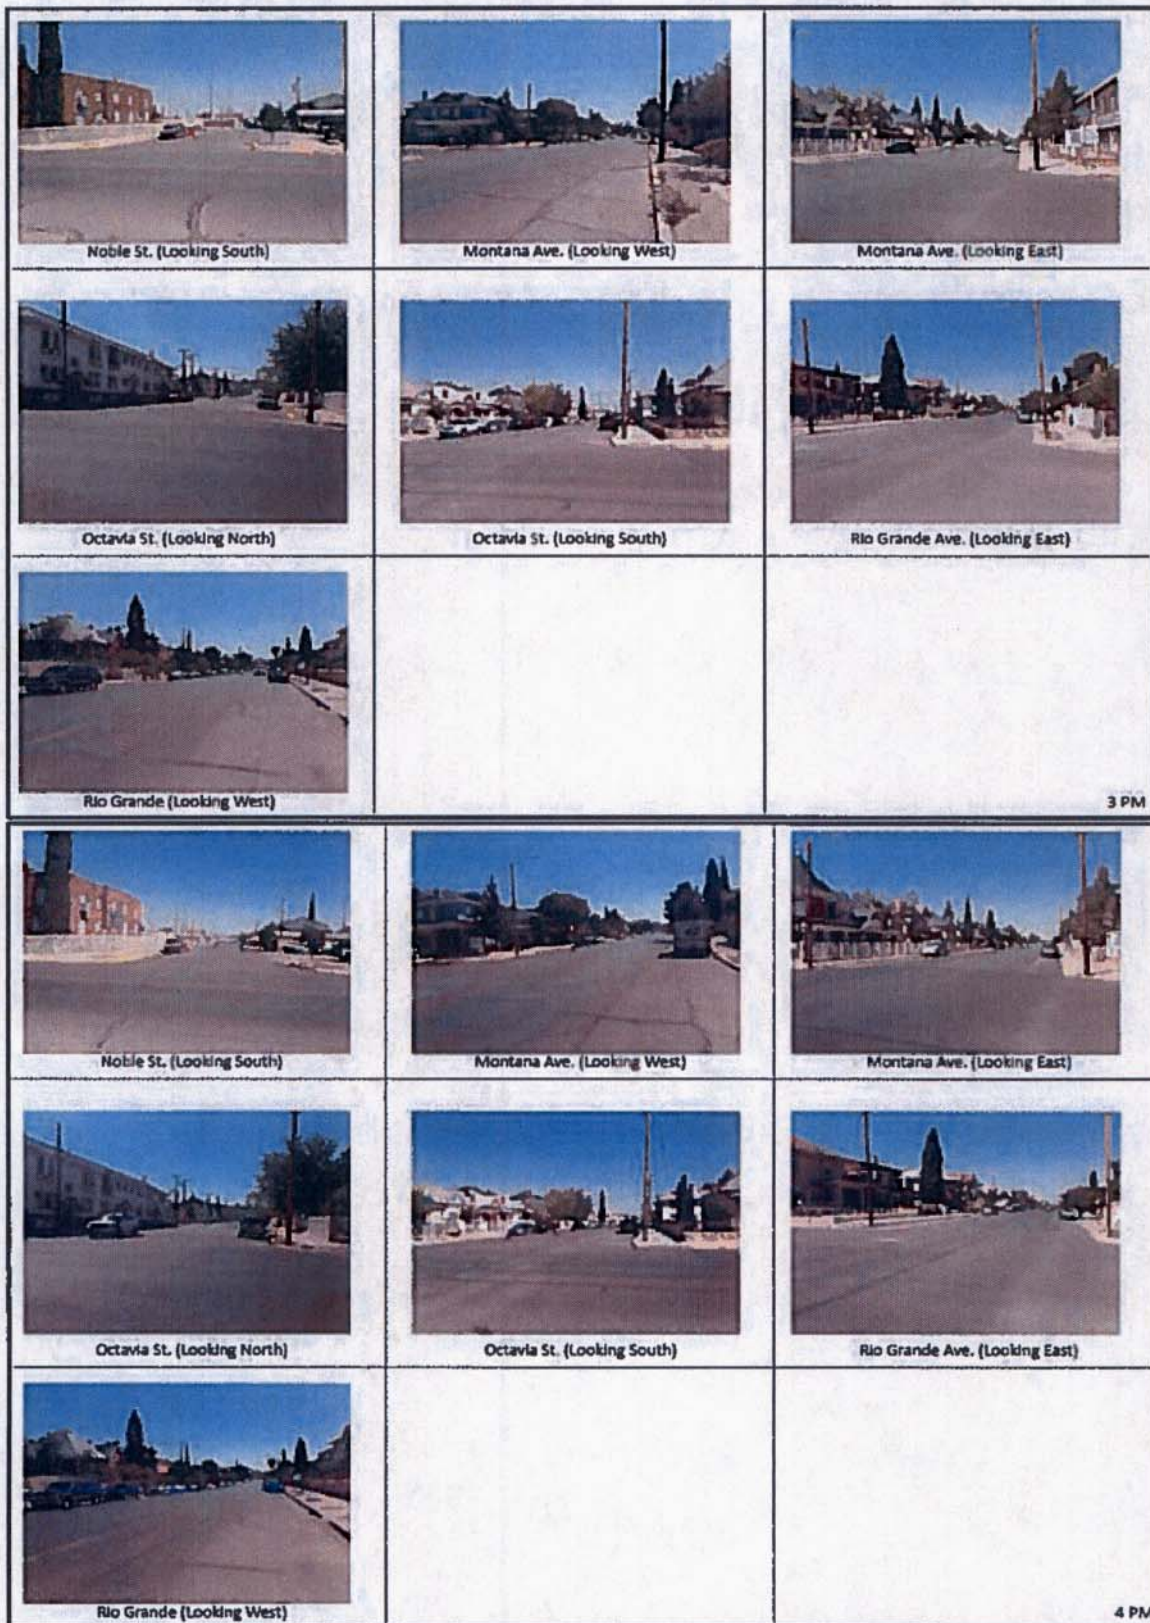 Noble St. (Looking South)
Montana Ave. (Looking West)
Montana Ave. (Looking East)
Octavia St. (Looking North)
Octavia St. (Looking South)
Rio Grande Ave. (Looking East)
Rio Grande (Looking West)
3 PM
Noble St. (Looking South)
Montana Ave. (Looking West)
Montana Ave. (Looking East)
Octavia St. (Looking North)
Octavia St. (Looking South)
Rio Grande Ave. (Looking East)
Rio Grande (Looking West)
4 PM